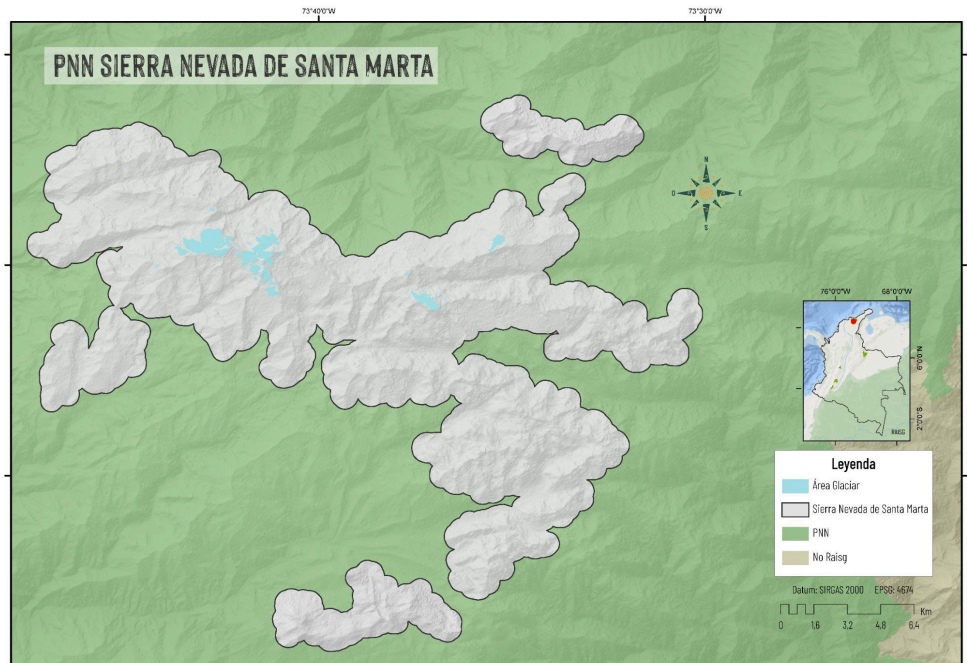 73°40'0"W
73°30'0"W
PNN SIERRA NEVADA DE SANTA MARTA
N
O
E
S
76°0'0"W
68°0'0"W
6°0'0"N
2°0'0"S
RAISG
Leyenda
Área Glaciar
Sierra Nevada de Santa Marta
PNN
No Raisg
Datum: SIRGAS 2000 EPSG: 4674
Km
0 1,6 3,2 4,8 6,4